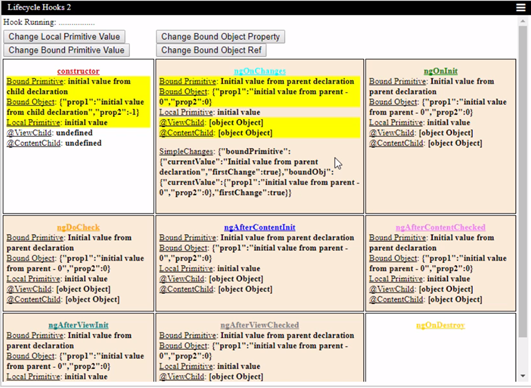 Lifecycle Hooks 2
Hook Running: ..................
Change Local Primitive Value
Change Bound Object Property
Change Bound Primitive Value
Change Bound Object Ref
constructor
Bound Primitive: initial value from
child declaration
Bound Object: {"prop1":"initial value
from child declaration","prop2":-1}
Local Primitive: initial value
@ViewChild: undefined
@ContentChild: undefined
ngOnChanges
Bound Primitive: Initial value from parent declaration
Bound Object: {"prop1":"initial value from parent -
0","prop2":0}
Local Primitive: initial value
@ViewChild: [object Object]
@ContentChild: [object Object]
SimpleChanges: {"boundPrimitive":
{"currentValue":"Initial value from parent
declaration","firstChange":true},"boundObj":
{"currentValue":{"prop1":"initial value from parent -
0","prop2":0},"firstChange":true}}
ngOnInit
Bound Primitive: Initial value from
parent declaration
Bound Object: {"prop1":"initial value
from parent - 0","prop2":0}
Local Primitive: initial value
@ViewChild: [object Object]
@ContentChild: [object Object]
ngDoCheck
Bound Primitive: Initial value from
parent declaration
Bound Object: {"prop1":"initial value
from parent - 0","prop2":0}
Local Primitive: initial value
@ViewChild: [object Object]
@ContentChild: [object Object]
ngAfterContentInit
Bound Primitive: Initial value from parent declaration
Bound Object: {"prop1":"initial value from parent -
0","prop2":0}
Local Primitive: initial value
@ViewChild: [object Object]
@ContentChild: [object Object]
ngAfterContentChecked
Bound Primitive: Initial value from
parent declaration
Bound Object: {"prop1":"initial value
from parent - 0","prop2":0}
Local Primitive: initial value
@ViewChild: [object Object]
@ContentChild: [object Object]
ngAfterViewInit
Bound Primitive: Initial value from
parent declaration
Bound Object: {"prop1":"initial value
from parent - 0","prop2":0}
Local Primitive: initial value
ngAfterViewChecked
Bound Primitive: Initial value from parent declaration
Bound Object: {"prop1":"initial value from parent -
0","prop2":0}
Local Primitive: initial value
@ViewChild: [object Object]
ngOnDestroy